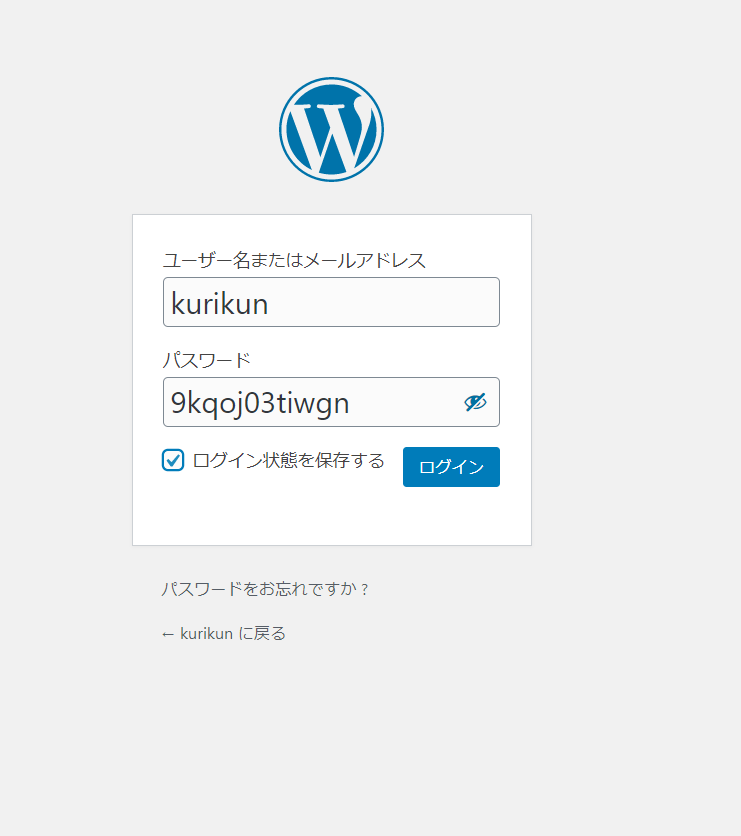 ユーザー名またはメールアドレス
kurikun
パスワード
9kqoj03tiwgn
ログイン状態を保存する
ログイン
パスワードをお忘れですか ?
← kurikun に戻る